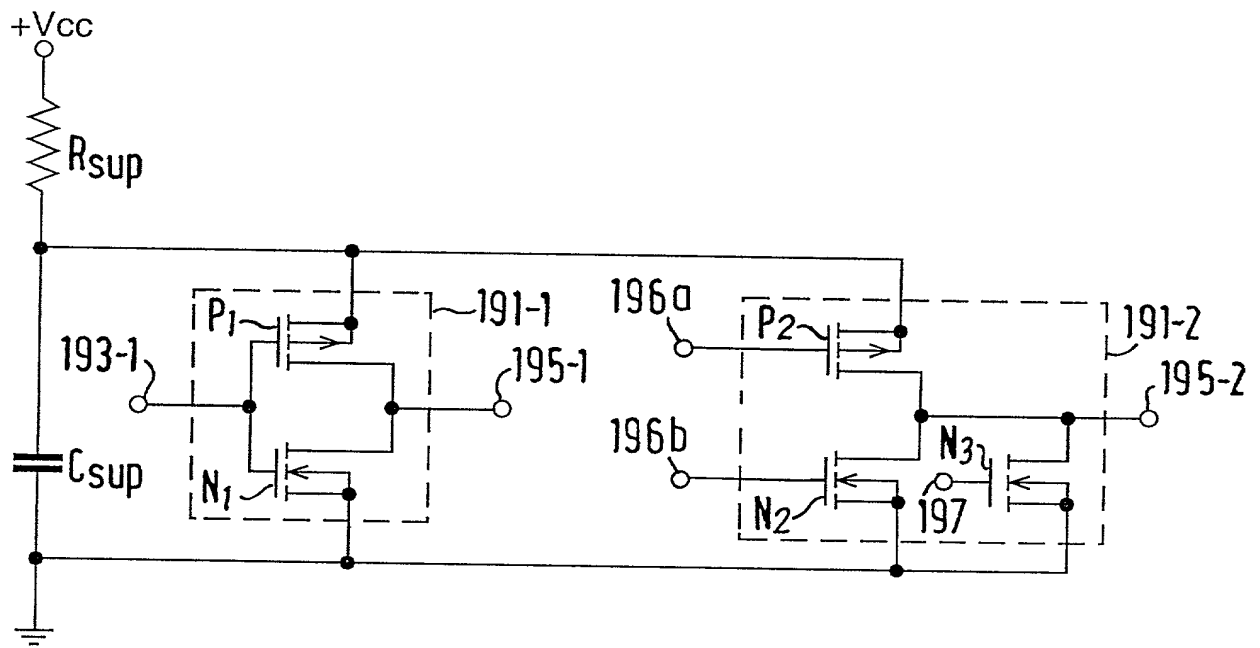 +Vcc
Rsup
Csup
193-1
P1
N1
191-1
195-1
196a
196b
P2
N2
N3
197
191-2
195-2